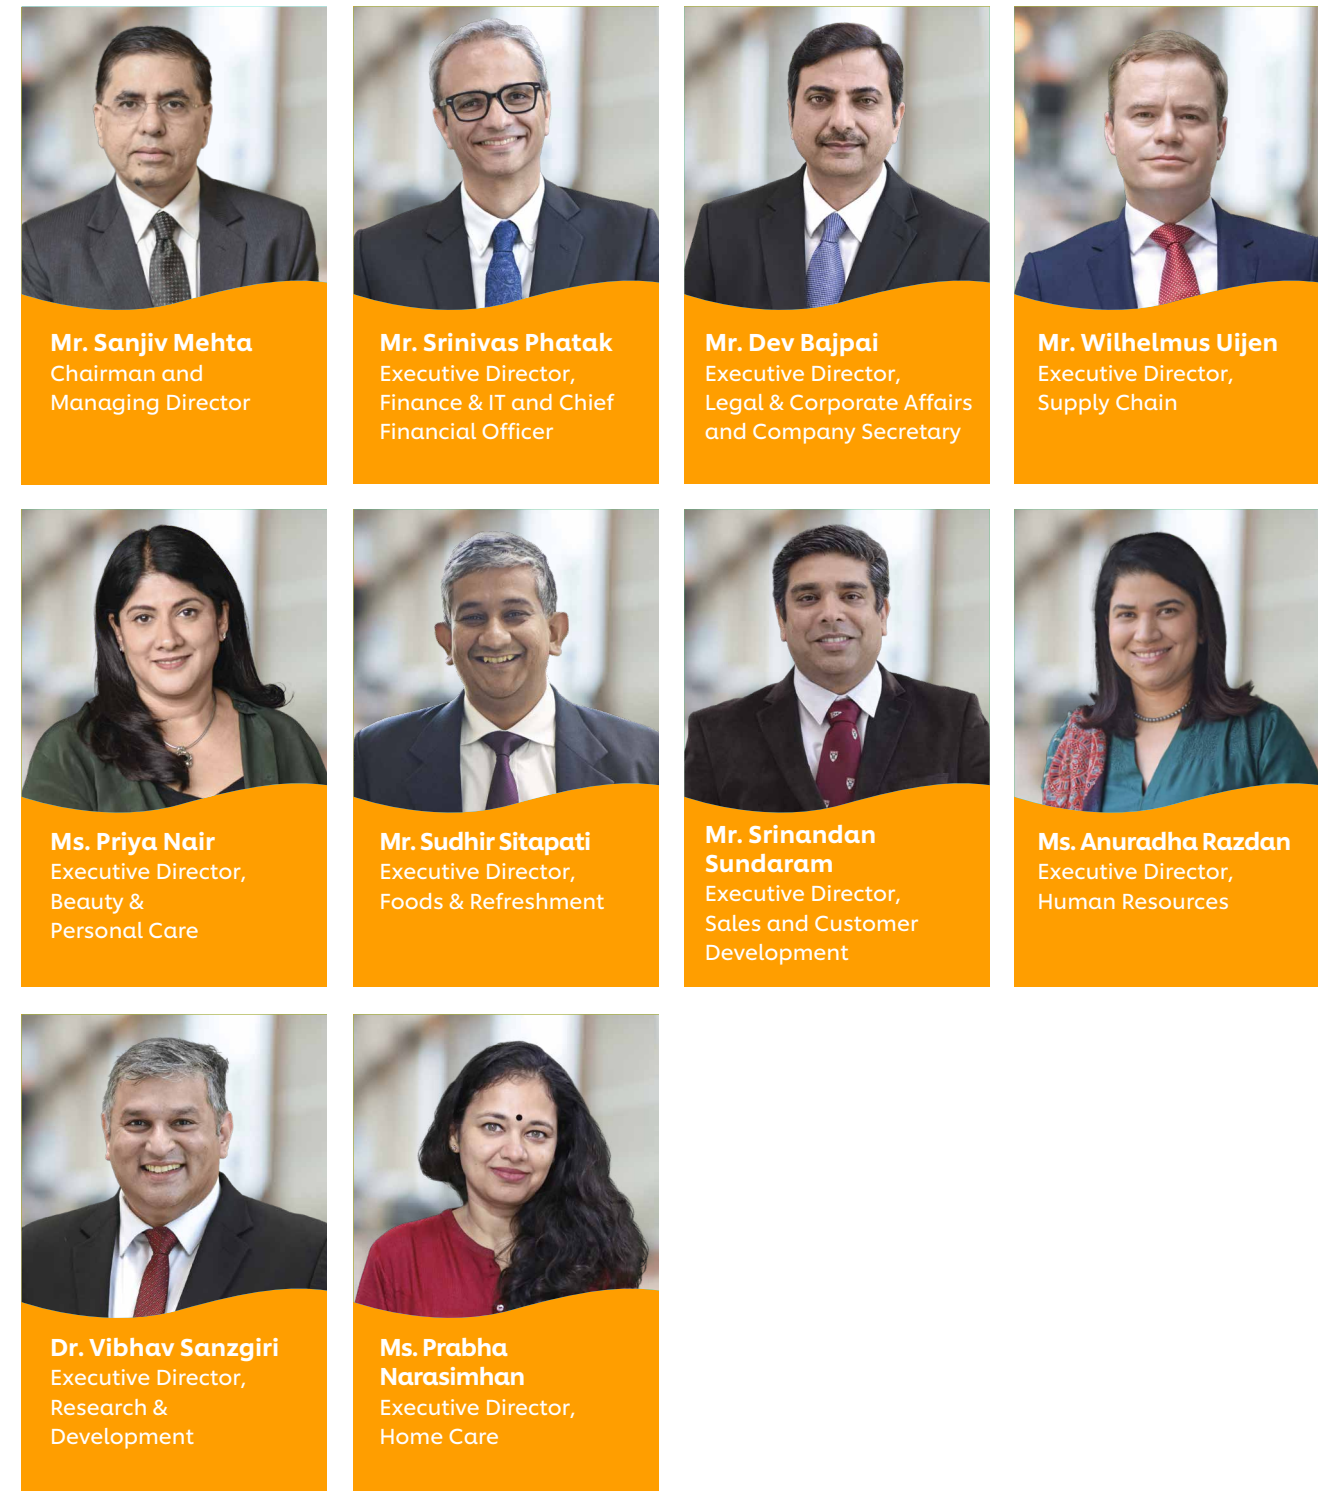 Mr. Sanjiv Mehta
Chairman and
Managing Director
Mr. Srinivas Phatak
Executive Director,
Finance & IT and Chief
Financial Officer
Mr. Dev Bajpai
Executive Director,
Legal & Corporate Affairs
and Company Secretary
Mr. Wilhelmus Uijen
Executive Director,
Supply Chain
Ms. Priya Nair
Executive Director,
Beauty &
Personal Care
Mr. Sudhir Sitapati
Executive Director,
Foods & Refreshment
Mr. Srinandan
Sundaram
Executive Director,
Sales and Customer
Development
Ms. Anuradha Razdan
Executive Director,
Human Resources
Dr. Vibhav Sanzgiri
Executive Director,
Research &
Development
Ms. Prabha
Narasimhan
Executive Director,
Home Care